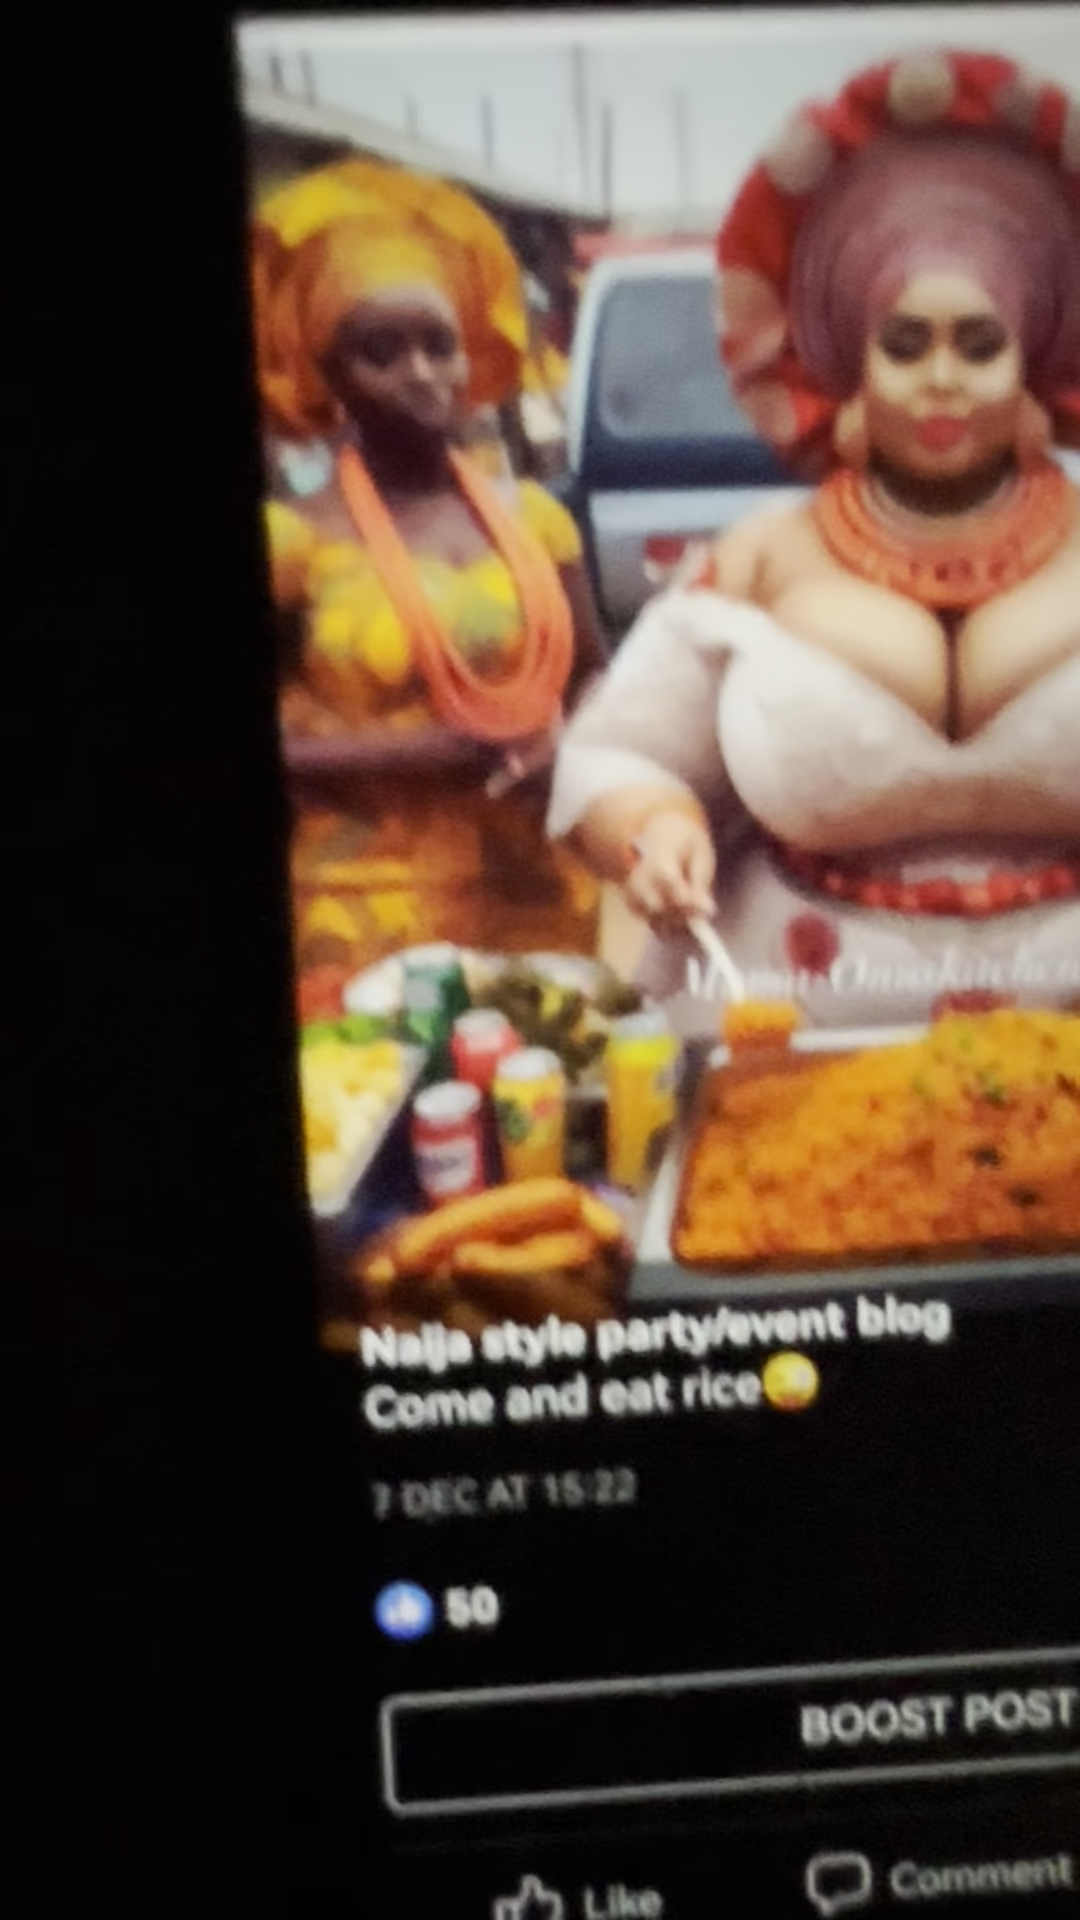 Naija style party/event blog
Come and eat rice😜
7 DEC AT 15:22
50
BOOST POST
Like
Comment